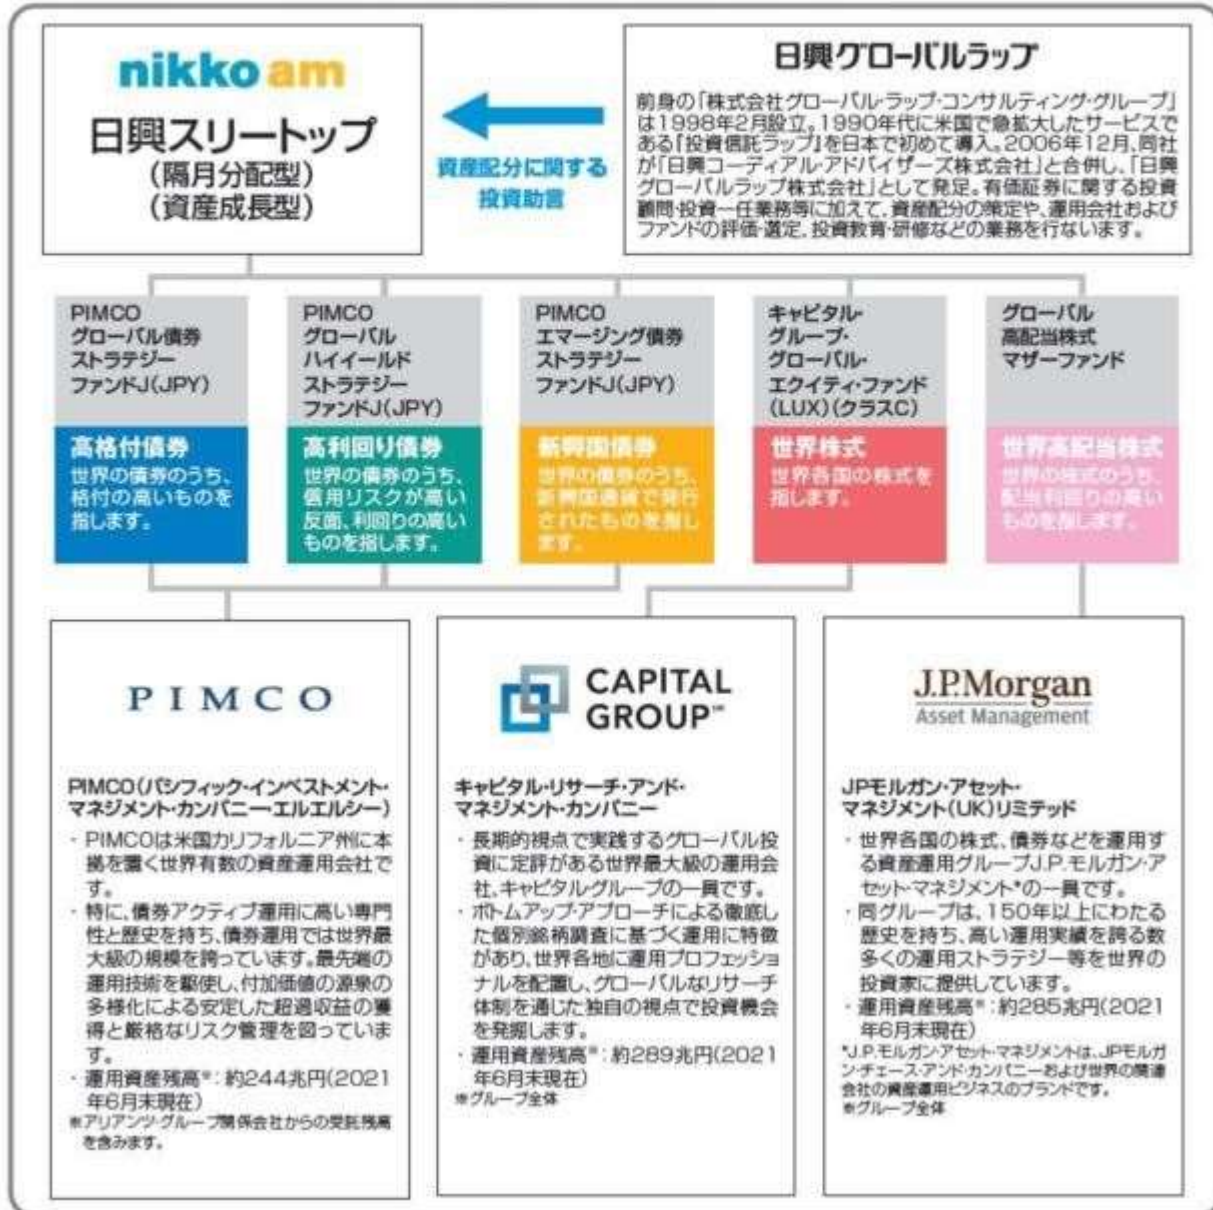 nikko am
日興スリートップ
(隔月分配型)
(資産成長型)
資産配分に関する
投資助言
日興グローバルラップ
前身の「株式会社グローバル・ラップ・コンサルティング・グループ」
は1998年2月設立。1990年代に米国で急拡大したサービスで
ある『投資信託ラップ』を日本で初めて導入。2006年12月、同社
が「日興コーディアル・アドバイザーズ株式会社」と合併し、「日興
グローバルラップ株式会社」として発足。有価証券に関する投資
顧問・投資一任業務等に加えて、資産配分の策定や、運用会社および
ファンドの評価・選定、投資教育・研修などの業務を行ないます。
PIMCO
グローバル債券
ストラテジー
ファンドJ(JPY)
高格付債券
世界の債券のうち、
格付の高いものを
指します。
PIMCO
グローバル
ハイイールド
ストラテジー
ファンドJ(JPY)
高利回り債券
世界の債券のうち、
信用リスクが高い
反面、利回りの高い
ものを指します。
PIMCO
エマージング債券
ストラテジー
ファンドJ(JPY)
新興国債券
世界の債券のうち、
新興国通貨で発行
されたものを指し
ます。
キャピタル・
グループ・
グローバル・
エクイティ・ファンド
(LUX)(クラスC)
世界株式
世界各国の株式を
指します。
グローバル
高配当株式
マザーファンド
世界高配当株式
世界の株式のうち、
配当利回りの高い
ものを指します。
PIMCO
PIMCO(パシフィック・インベストメント・
マネジメント・カンパニー・エルエルシー)
・PIMCOは米国カリフォルニア州に本
拠を置く世界有数の資産運用会社で
す。
・特に、債券アクティブ運用に高い専門
性と歴史を持ち、債券運用では世界最
大級の規模を誇っています。最先端の
運用技術を駆使し、付加価値の源泉の
多様化による安定した超過収益の獲
得と厳格なリスク管理を図っていま
す。
・運用資産残高※：約244兆円(2021
年6月末現在)
※アリアンツ・グループ関係会社からの受託残高
を含みます。
CAPITAL
GROUP℠
キャピタル・リサーチ・アンド・
マネジメント・カンパニー
・長期的視点で実践するグローバル投
資に定評がある世界最大級の運用会
社、キャピタルグループの一員です。
・ボトムアップ・アプローチによる徹底し
た個別銘柄調査に基づく運用に特徴
があり、世界各地に運用プロフェッショ
ナルを配置し、グローバルなリサーチ
体制を通じた独自の視点で投資機会
を発掘します。
・運用資産残高※：約289兆円(2021
年6月末現在)
※グループ全体
J.P.Morgan
Asset Management
JPモルガン・アセット・
マネジメント(UK)リミテッド
・世界各国の株式、債券などを運用す
る資産運用グループJ.P.モルガン・ア
セット・マネジメント*の一員です。
・同グループは、150年以上にわたる
歴史を持ち、高い運用実績を誇る数
多くの運用ストラテジー等を世界の
投資家に提供しています。
・運用資産残高※：約285兆円(2021
年6月末現在)
*J.P.モルガン・アセット・マネジメントは、JPモルガ
ン・チェース・アンド・カンパニーおよび世界の関連
会社の資産運用ビジネスのブランドです。
※グループ全体